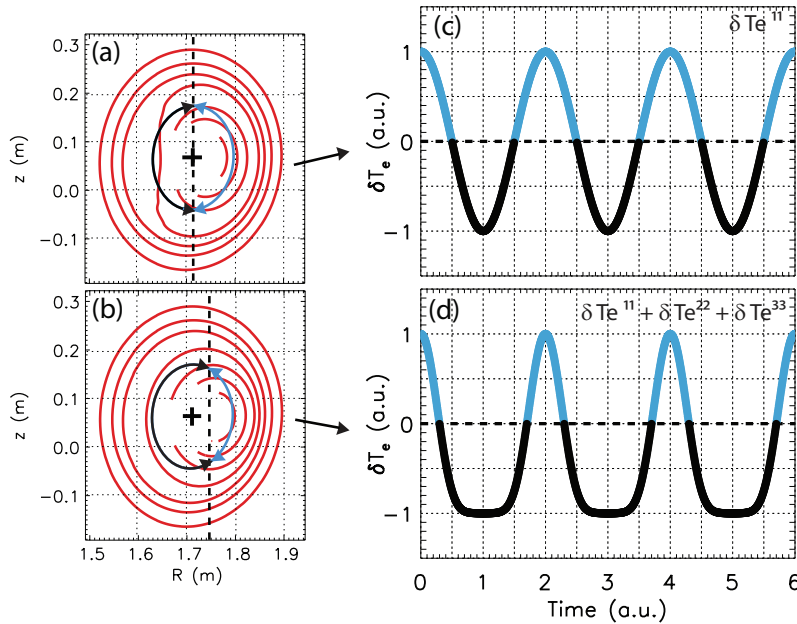 (a)
0.3
0.2
0.1
0.0
−0.1
z (m)
(b)
0.3
0.2
0.1
0.0
−0.1
z (m)
1.5 1.6 1.7 1.8 1.9
R (m)
(c)
δTe¹¹
1
0
−1
δTₑ (a.u.)
(d)
δTe¹¹ + δTe²² + δTe³³
1
0
−1
δTₑ (a.u.)
0 1 2 3 4 5 6
Time (a.u.)